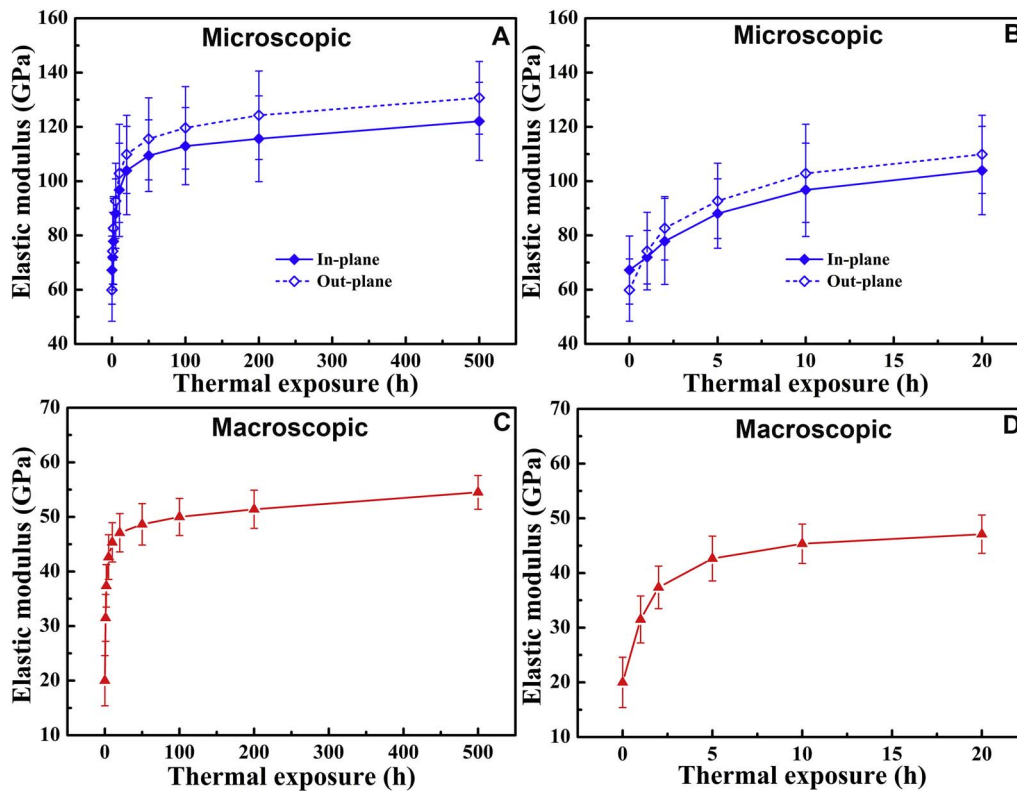 Microscopic
A
Elastic modulus (GPa)
160
140
120
100
80
60
40
In-plane
Out-plane
0
100
200
300
400
500
Thermal exposure (h)
Microscopic
B
Elastic modulus (GPa)
160
140
120
100
80
60
40
In-plane
Out-plane
0
5
10
15
20
Thermal exposure (h)
Macroscopic
C
Elastic modulus (GPa)
70
60
50
40
30
20
10
0
100
200
300
400
500
Thermal exposure (h)
Macroscopic
D
Elastic modulus (GPa)
70
60
50
40
30
20
10
0
5
10
15
20
Thermal exposure (h)